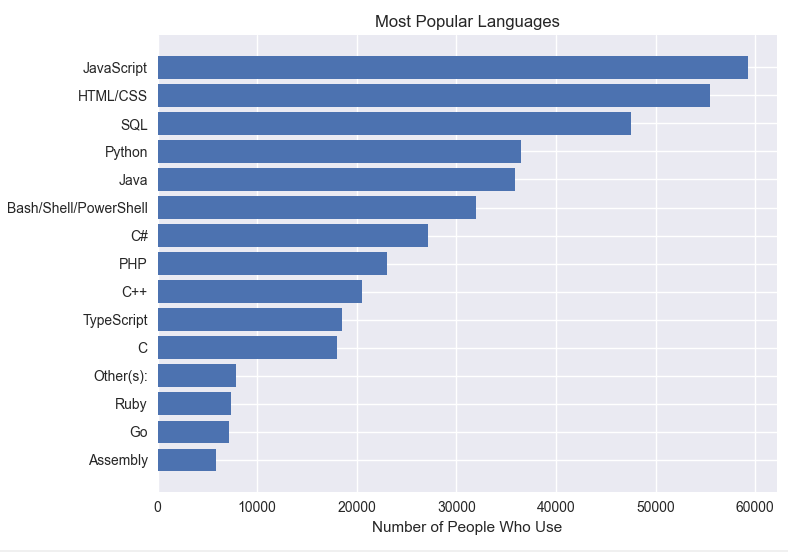 Most Popular Languages
JavaScript
HTML/CSS
SQL
Python
Java
Bash/Shell/PowerShell
C#
PHP
C++
TypeScript
C
Other(s):
Ruby
Go
Assembly
0 10000 20000 30000 40000 50000 60000
Number of People Who Use